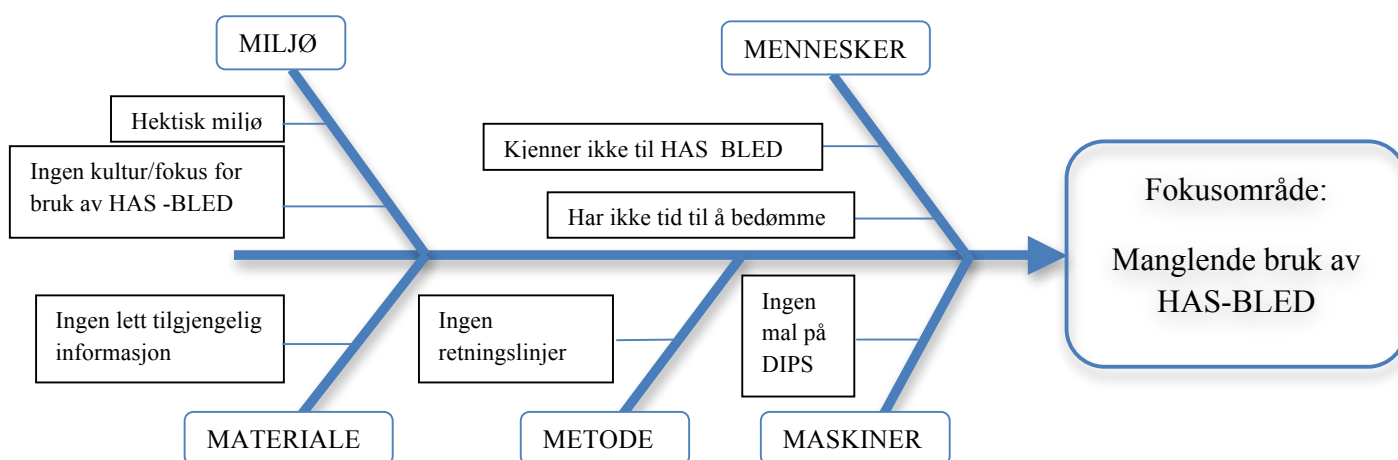 MILJØ
MENNESKER
Hektisk miljø
Ingen kultur/fokus for
bruk av HAS -BLED
Kjenner ikke til HAS BLED
Har ikke tid til å bedømme
Fokusområde:
Manglende bruk av
HAS-BLED
Ingen lett tilgjengelig
informasjon
Ingen
retningslinjer
Ingen
mal på
DIPS
MATERIALE
METODE
MASKINER